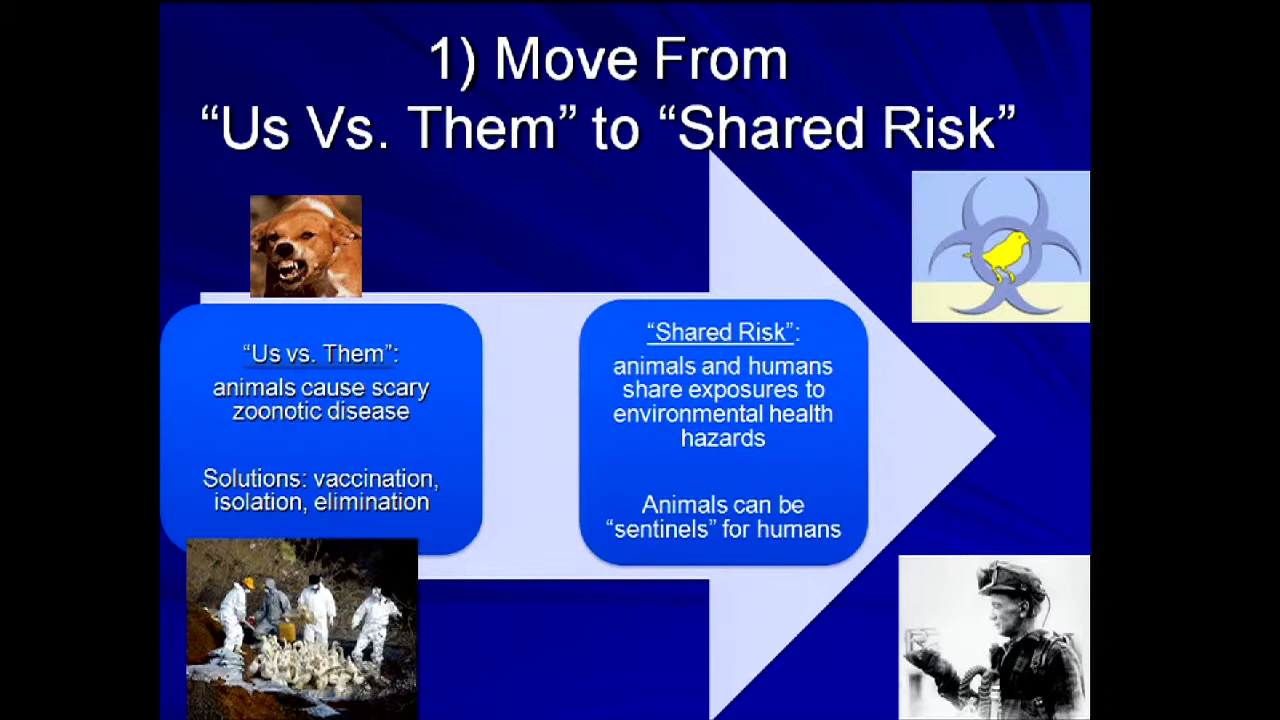 1) Move From
“Us Vs. Them” to “Shared Risk”
“Us vs. Them”:
animals cause scary
zoonotic disease
Solutions: vaccination,
isolation, elimination
“Shared Risk”:
animals and humans
share exposures to
environmental health
hazards
Animals can be
“sentinels” for humans